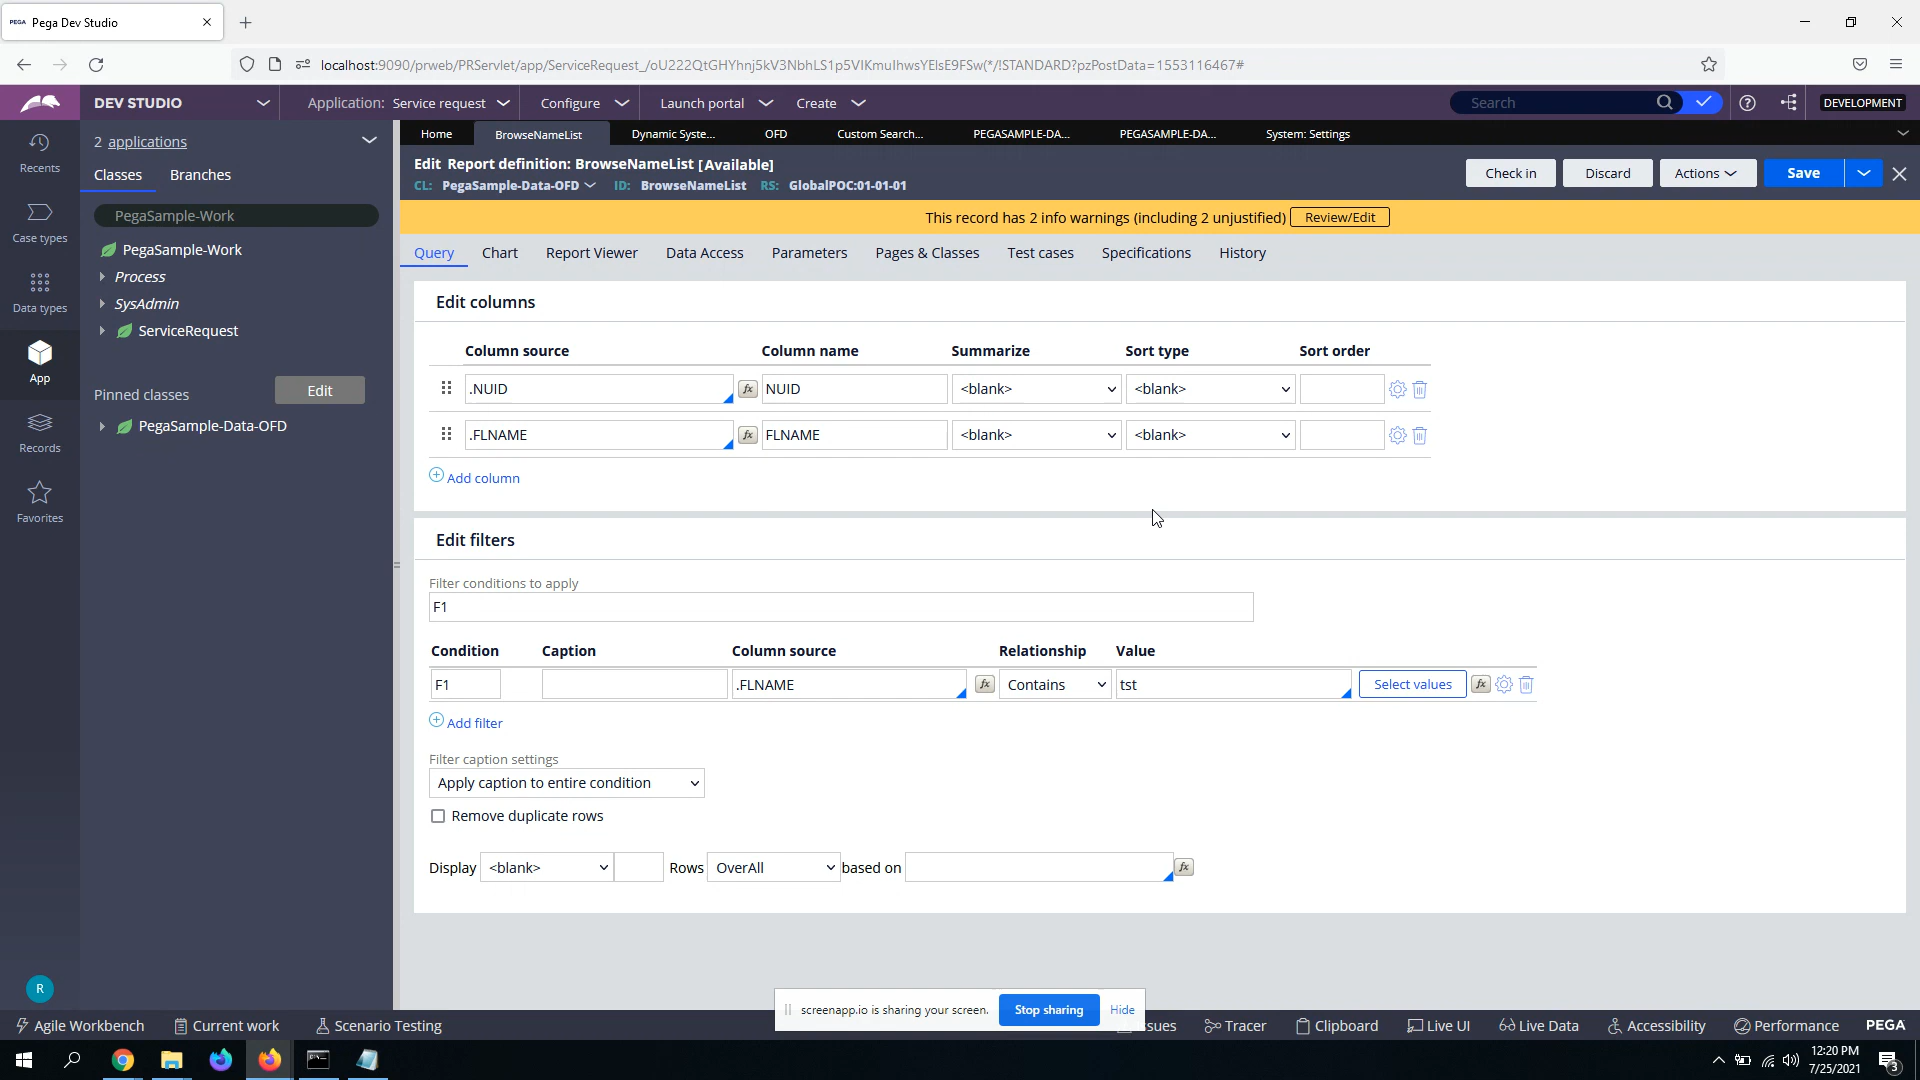 PEGA Pega Dev Studio
localhost:9090/prweb/PRServlet/app/ServiceRequest_/oU222QtGHYhnj5kV3NbhLS1p5VIKmuIhwsYEIsE9FSw(*/!STANDARD?pzPostData=1553116467#
DEV STUDIO
Application: Service request
Configure
Launch portal
Create
Search
DEVELOPMENT
Recents
Case types
Data types
App
Records
Favorites
R
2 applications
Classes Branches
PegaSample-Work
PegaSample-Work
Process
SysAdmin
ServiceRequest
Pinned classes Edit
PegaSample-Data-OFD
Home BrowseNameList Dynamic Syste... OFD Custom Search... PEGASAMPLE-DA... PEGASAMPLE-DA... System: Settings
Edit Report definition: BrowseNameList [Available]
CL: PegaSample-Data-OFD ID: BrowseNameList RS: GlobalPOC:01-01-01
Check in Discard Actions Save
This record has 2 info warnings (including 2 unjustified) Review/Edit
Query Chart Report Viewer Data Access Parameters Pages & Classes Test cases Specifications History
Edit columns
Column source Column name Summarize Sort type Sort order
.NUID fx NUID <blank> <blank>
.FLNAME fx FLNAME <blank> <blank>
Add column
Edit filters
Filter conditions to apply
F1
Condition Caption Column source Relationship Value
F1 .FLNAME fx Contains tst Select values fx
Add filter
Filter caption settings
Apply caption to entire condition
Remove duplicate rows
Display <blank> Rows OverAll based on fx
screenapp.io is sharing your screen. Stop sharing Hide
Agile Workbench Current work Scenario Testing ssues Tracer Clipboard Live UI Live Data Accessibility Performance PEGA
12:20 PM
7/25/2021
3